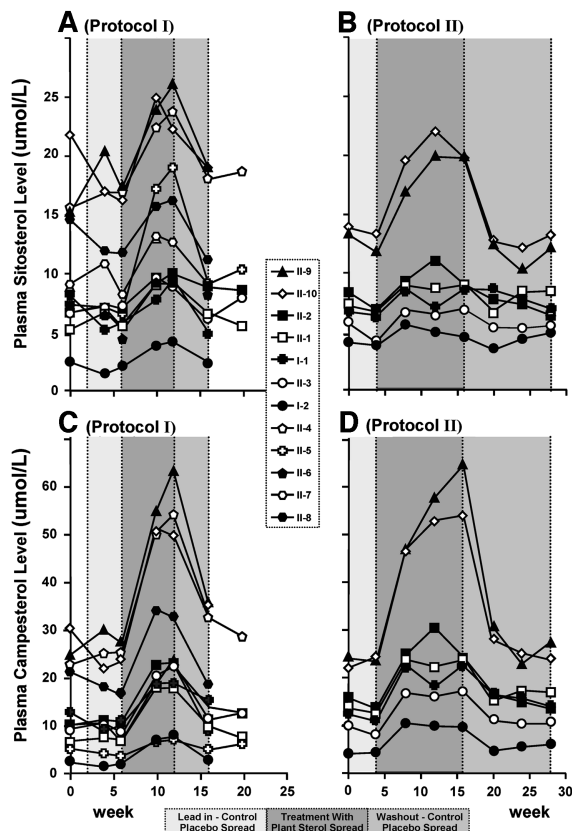 A (Protocol I)
B (Protocol II)
Plasma Sitosterol Level (umol/L)
25
20
15
10
5
0
II-9
II-10
II-2
II-1
I-1
II-3
I-2
II-4
II-5
II-6
II-7
II-8
C (Protocol I)
D (Protocol II)
Plasma Campesterol Level (umol/L)
60
50
40
30
20
10
0
0 5 10 15 20 25
0 10 20 30
week
week
Lead in - Control
Placebo Spread
Treatment With
Plant Sterol Spread
Washout - Control
Placebo Spread